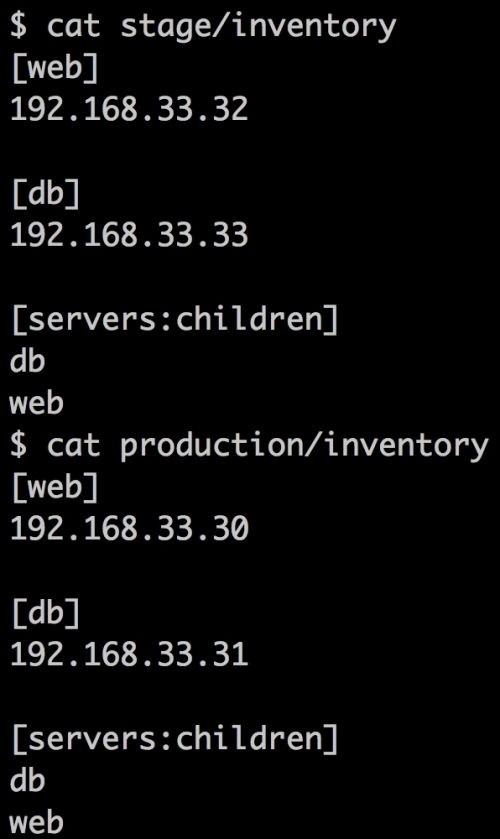 $ cat stage/inventory
[web]
192.168.33.32

[db]
192.168.33.33

[servers:children]
db
web
$ cat production/inventory
[web]
192.168.33.30

[db]
192.168.33.31

[servers:children]
db
web